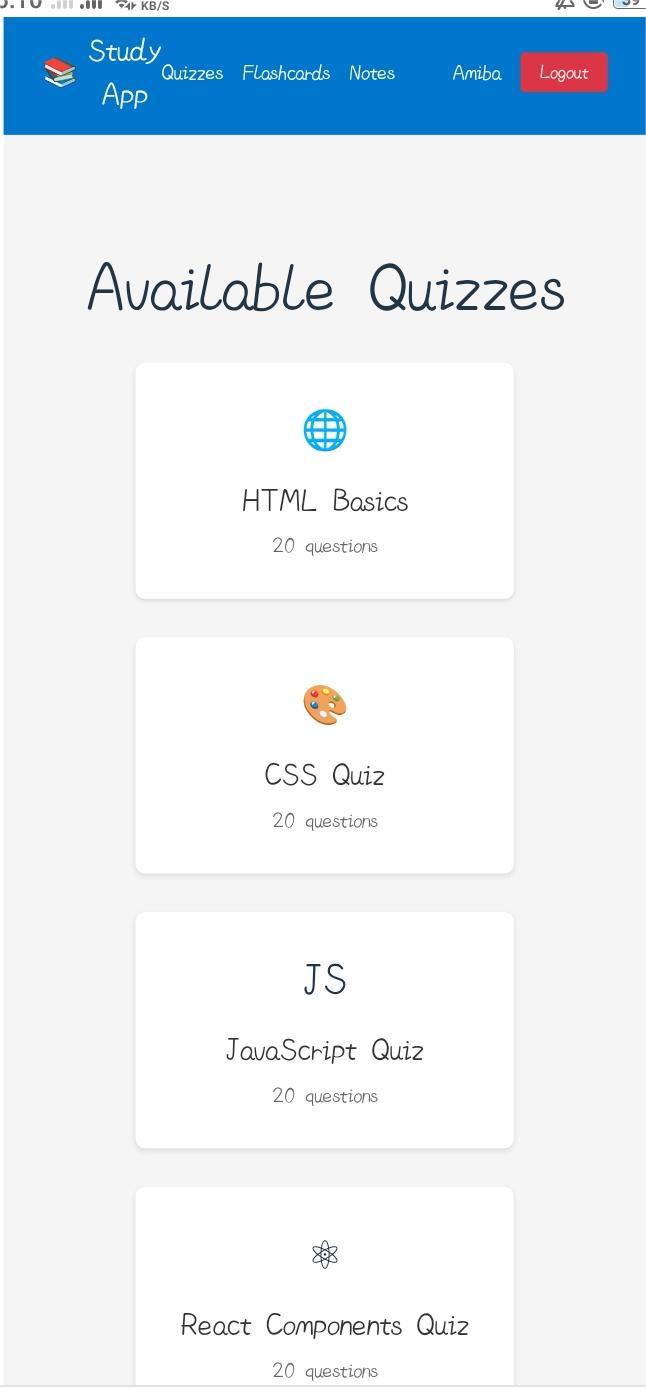 KB/S
Study
App
Quizzes Flashcards Notes Amiba Logout
Available Quizzes
HTML Basics
20 questions
CSS Quiz
20 questions
JS
JavaScript Quiz
20 questions
React Components Quiz
20 questions